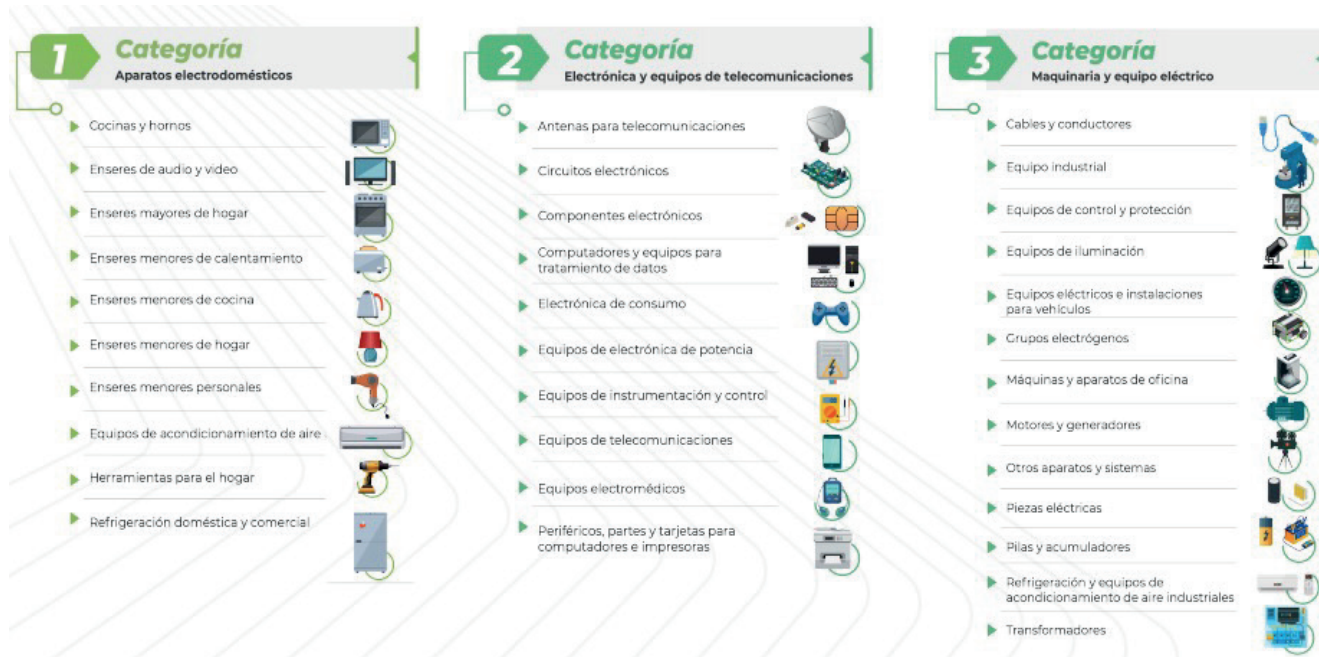 1
Categoría
Aparatos electrodomésticos
Cocinas y hornos
Enseres de audio y video
Enseres mayores de hogar
Enseres menores de calentamiento
Enseres menores de cocina
Enseres menores de hogar
Enseres menores personales
Equipos de acondicionamiento de aire
Herramientas para el hogar
Refrigeración doméstica y comercial
2
Categoría
Electrónica y equipos de telecomunicaciones
Antenas para telecomunicaciones
Circuitos electrónicos
Componentes electrónicos
Computadores y equipos para
tratamiento de datos
Electrónica de consumo
Equipos de electrónica de potencia
Equipos de instrumentación y control
Equipos de telecomunicaciones
Equipos electromédicos
Periféricos, partes y tarjetas para
computadores e impresoras
3
Categoría
Maquinaria y equipo eléctrico
Cables y conductores
Equipo industrial
Equipos de control y protección
Equipos de iluminación
Equipos eléctricos e instalaciones
para vehículos
Grupos electrógenos
Máquinas y aparatos de oficina
Motores y generadores
Otros aparatos y sistemas
Piezas eléctricas
Pilas y acumuladores
Refrigeración y equipos de
acondicionamiento de aire industriales
Transformadores